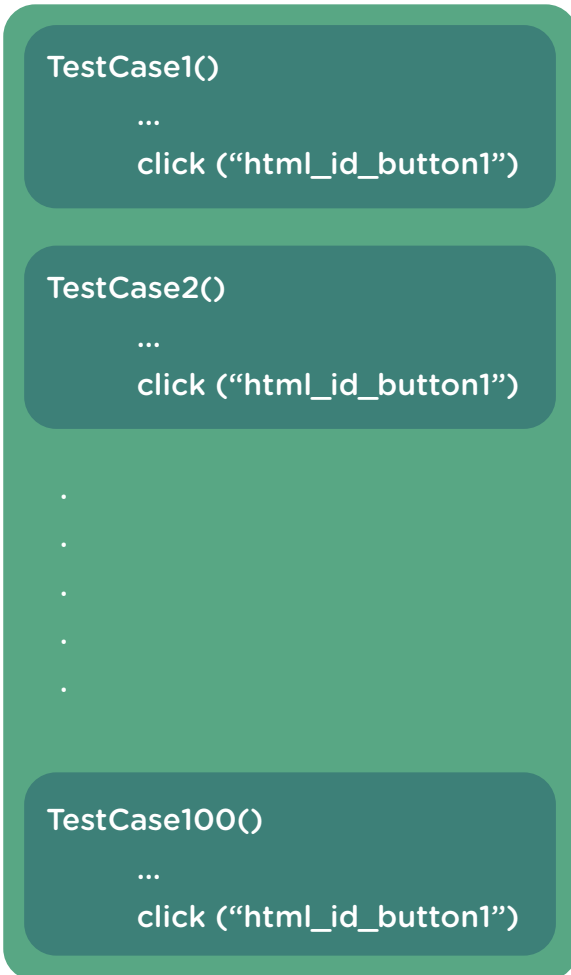 TestCase1()
...
click (“html_id_button1”)
TestCase2()
...
click (“html_id_button1”)
.
.
.
.
.
TestCase100()
...
click (“html_id_button1”)